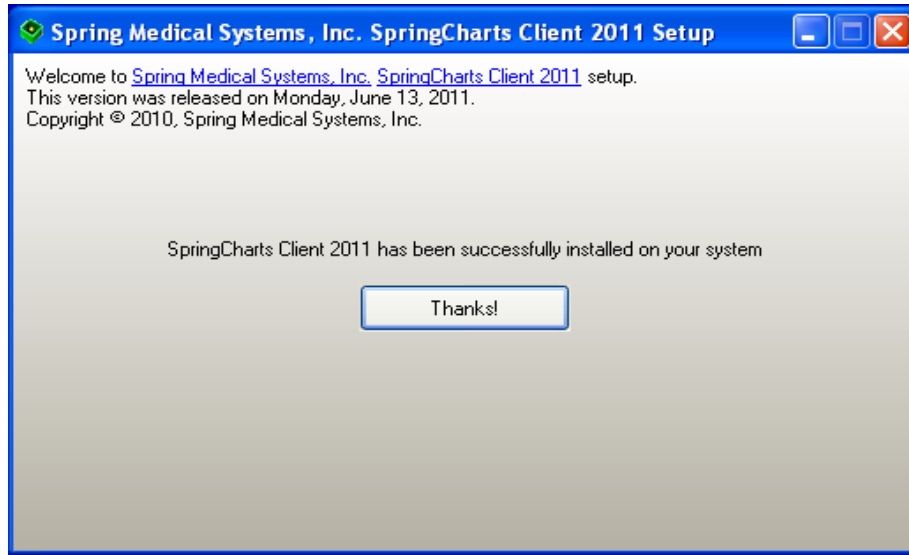 Spring Medical Systems, Inc. SpringCharts Client 2011 Setup
Welcome to Spring Medical Systems, Inc. SpringCharts Client 2011 setup.
This version was released on Monday, June 13, 2011.
Copyright © 2010, Spring Medical Systems, Inc.
SpringCharts Client 2011 has been successfully installed on your system
Thanks!